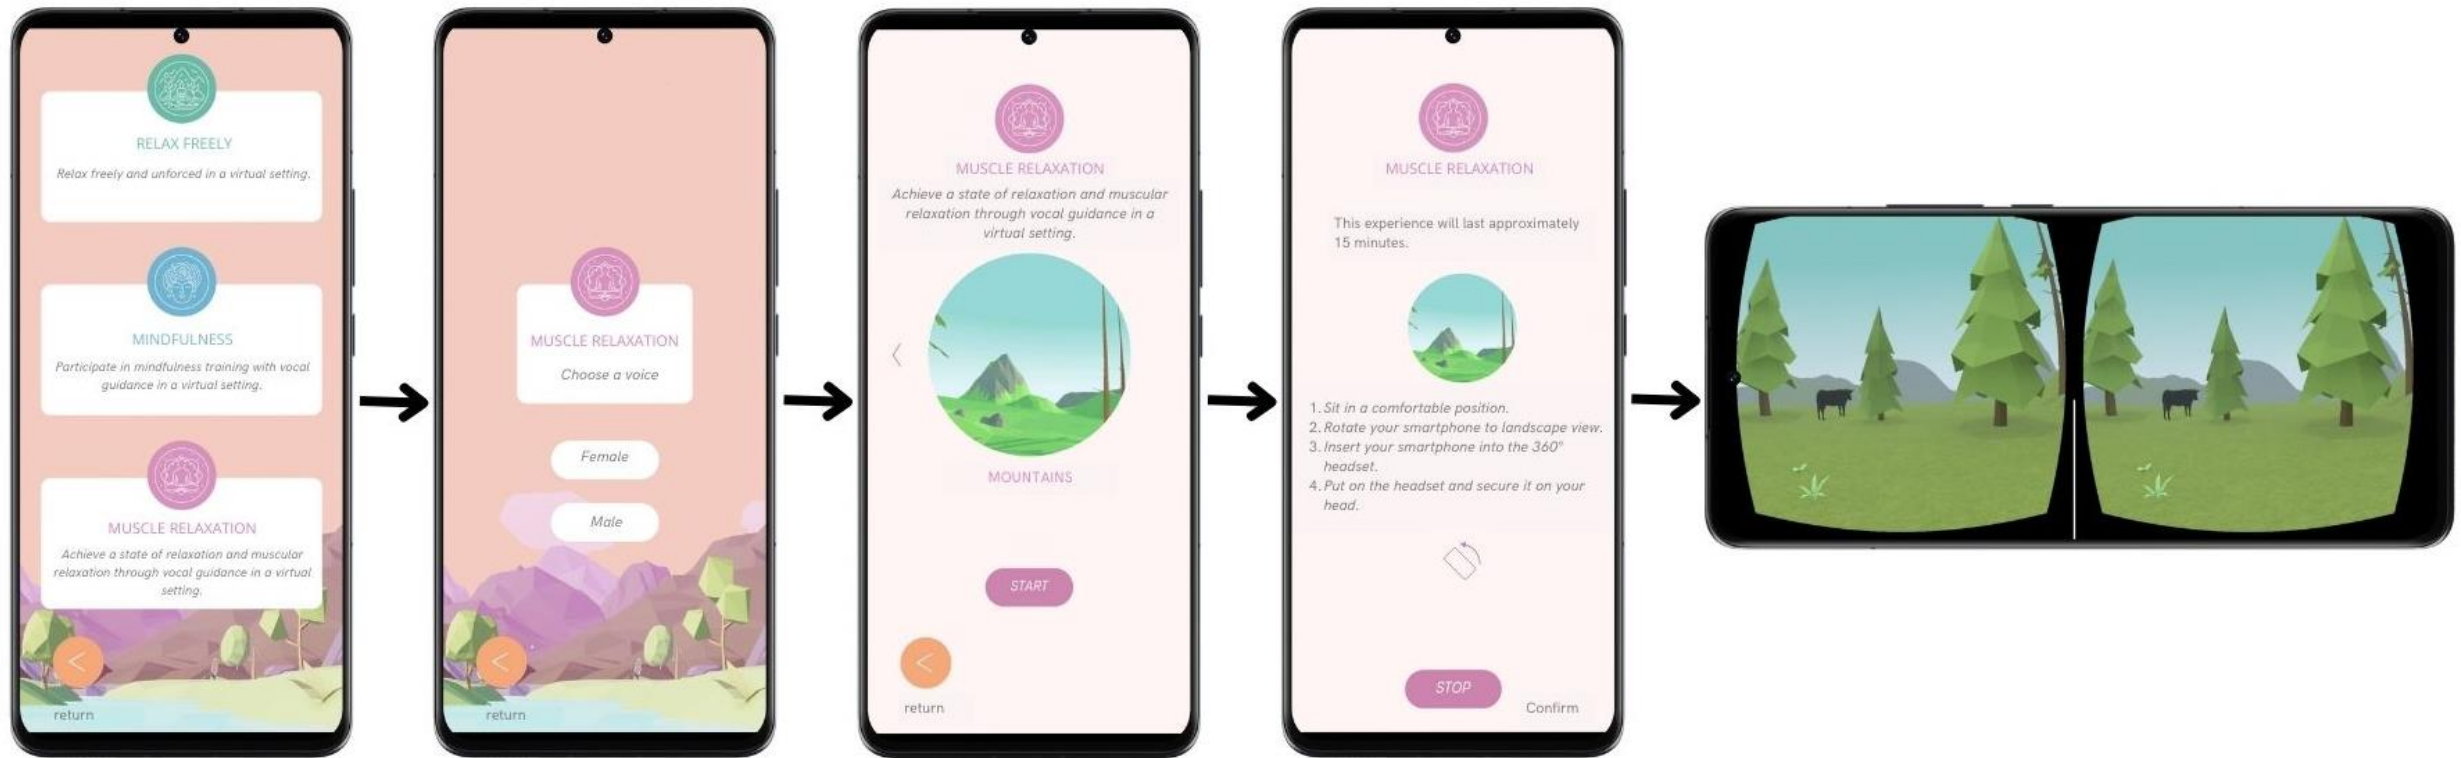 RELAX FREELY
Relax freely and unforced in a virtual setting.
MINDFULNESS
Participate in mindfulness training with vocal
guidance in a virtual setting.
MUSCLE RELAXATION
Achieve a state of relaxation and muscular
relaxation through vocal guidance in a virtual
setting.
<
return
MUSCLE RELAXATION
Choose a voice
Female
Male
<
return
MUSCLE RELAXATION
Achieve a state of relaxation and muscular
relaxation through vocal guidance in a
virtual setting.
MOUNTAINS
START
<
return
MUSCLE RELAXATION
This experience will last approximately
15 minutes.
1. Sit in a comfortable position.
2. Rotate your smartphone to landscape view.
3. Insert your smartphone into the 360°
headset.
4. Put on the headset and secure it on your
head.
STOP
Confirm